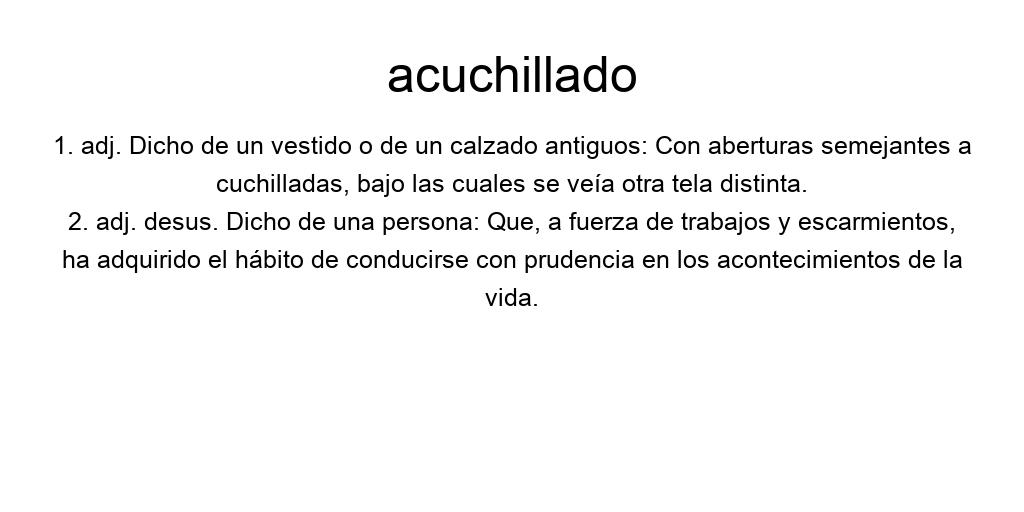 acuchillado
1. adj. Dicho de un vestido o de un calzado antiguos: Con aberturas semejantes a
cuchilladas, bajo las cuales se veía otra tela distinta.
2. adj. desus. Dicho de una persona: Que, a fuerza de trabajos y escarmientos,
ha adquirido el hábito de conducirse con prudencia en los acontecimientos de la
vida.